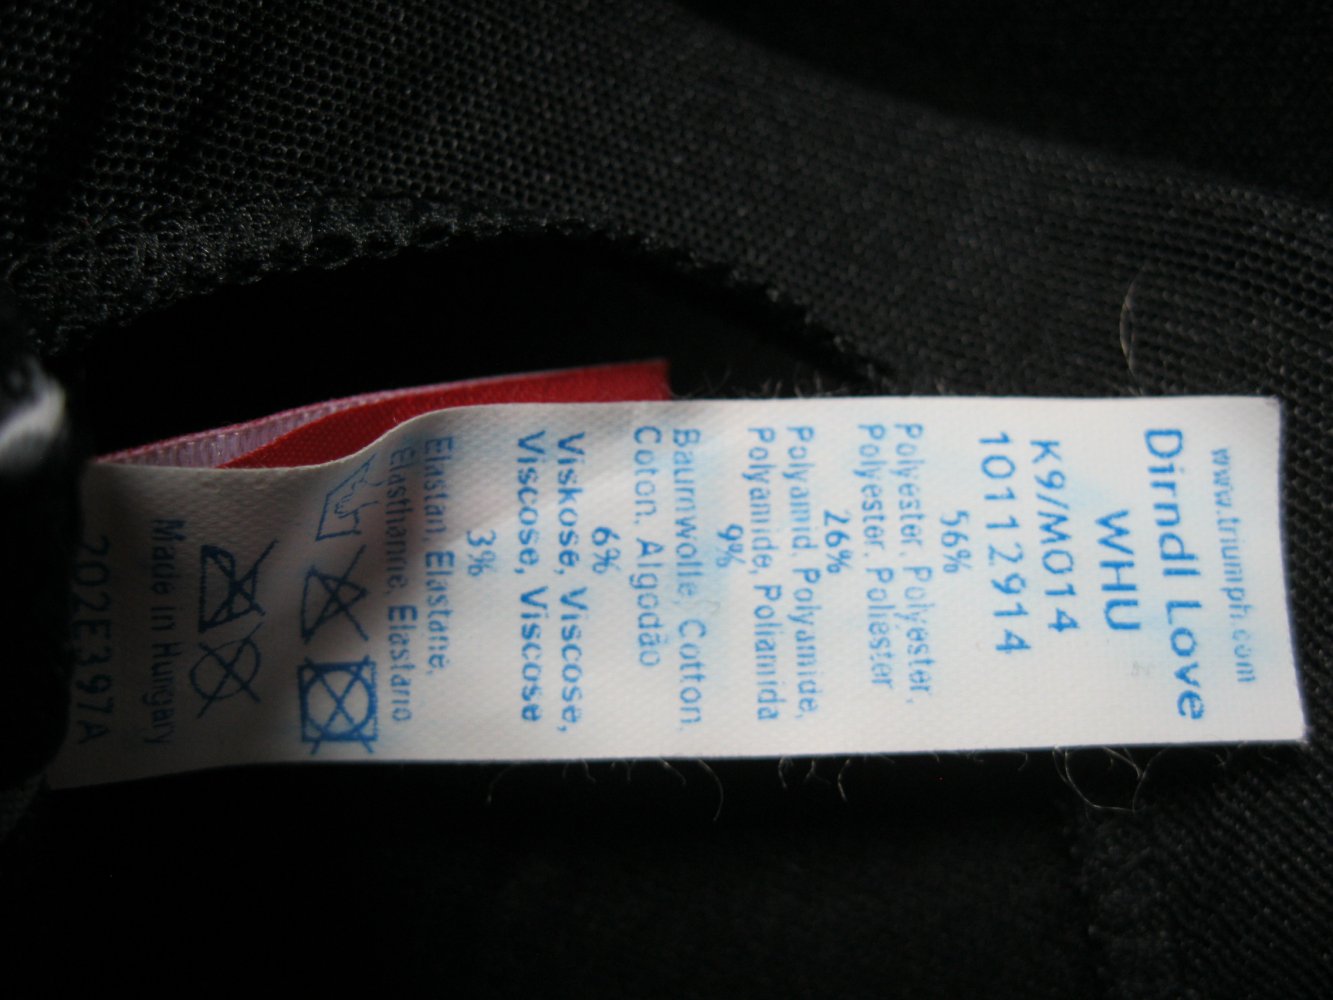 www.triumph.com
Dirndl Love
WHU
K9/M014
10112914
56%
Polyester, Polyester,
Polyester, Poliéster
26%
Polyamid, Polyamide,
Polyamide, Poliamida
9%
Baumwolle, Cotton,
Coton, Algodão
6%
Viskose, Viscose,
Viscose, Viscose
3%
Elastan, Elastane,
Elasthanne, Elastano
Made in Hungary
202E397A